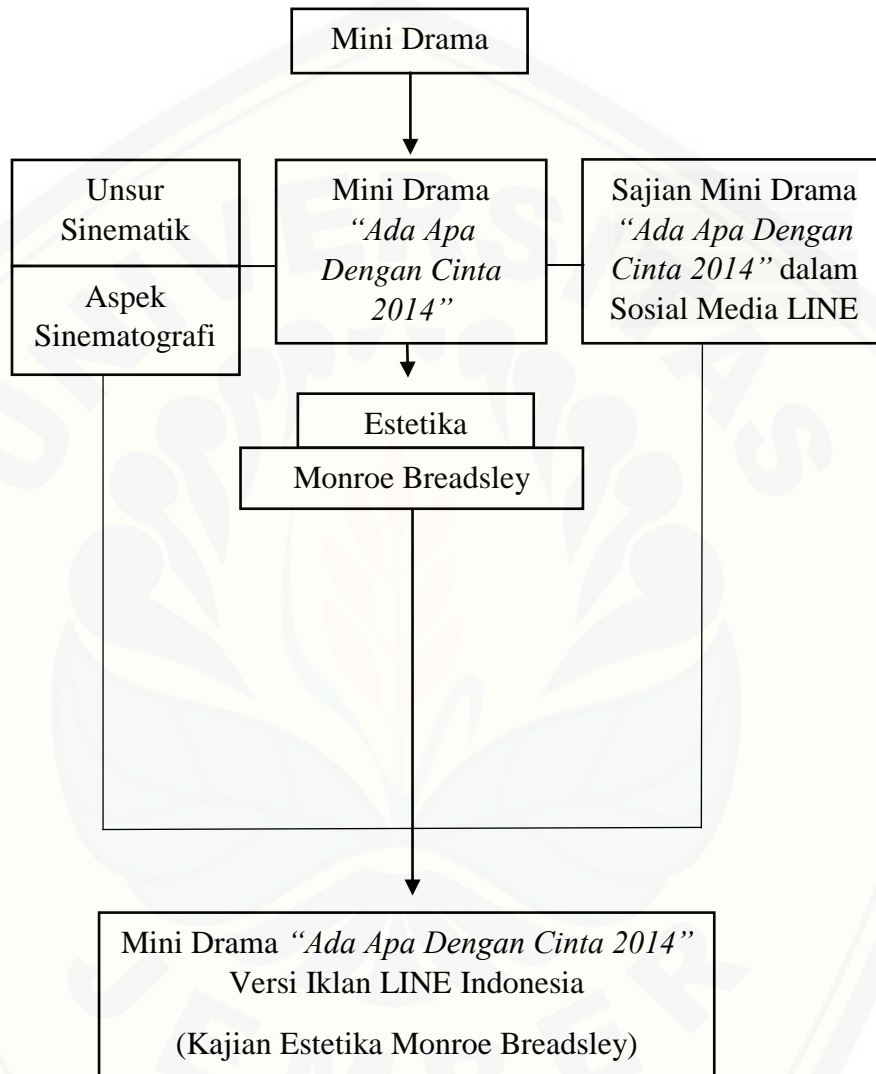 Mini Drama
Unsur
Sinematik
Aspek
Sinematografi
Mini Drama
“Ada Apa
Dengan Cinta
2014”
Sajian Mini Drama
“Ada Apa Dengan
Cinta 2014” dalam
Sosial Media LINE
Estetika
Monroe Breadsley
Mini Drama “Ada Apa Dengan Cinta 2014”
Versi Iklan LINE Indonesia
(Kajian Estetika Monroe Breadsley)
UNIVERSITAS
JEMBER